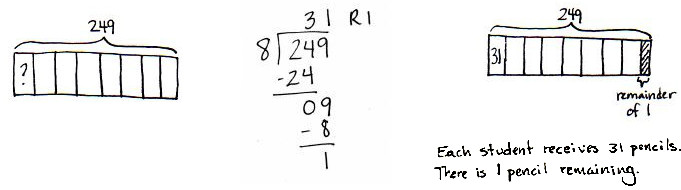 249
?
31 R1
8 249
-24
09
-8
1
249
31
remainder
of 1
Each student receives 31 pencils.
There is 1 pencil remaining.